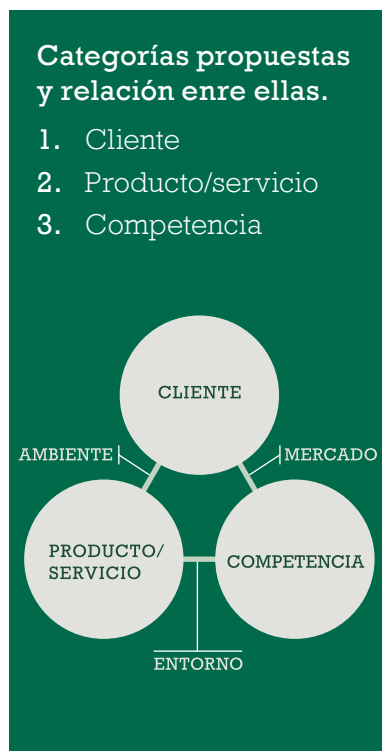 Categorías propuestas
y relación enre ellas.
1. Cliente
2. Producto/servicio
3. Competencia
CLIENTE
AMBIENTE
MERCADO
PRODUCTO/
SERVICIO
COMPETENCIA
ENTORNO